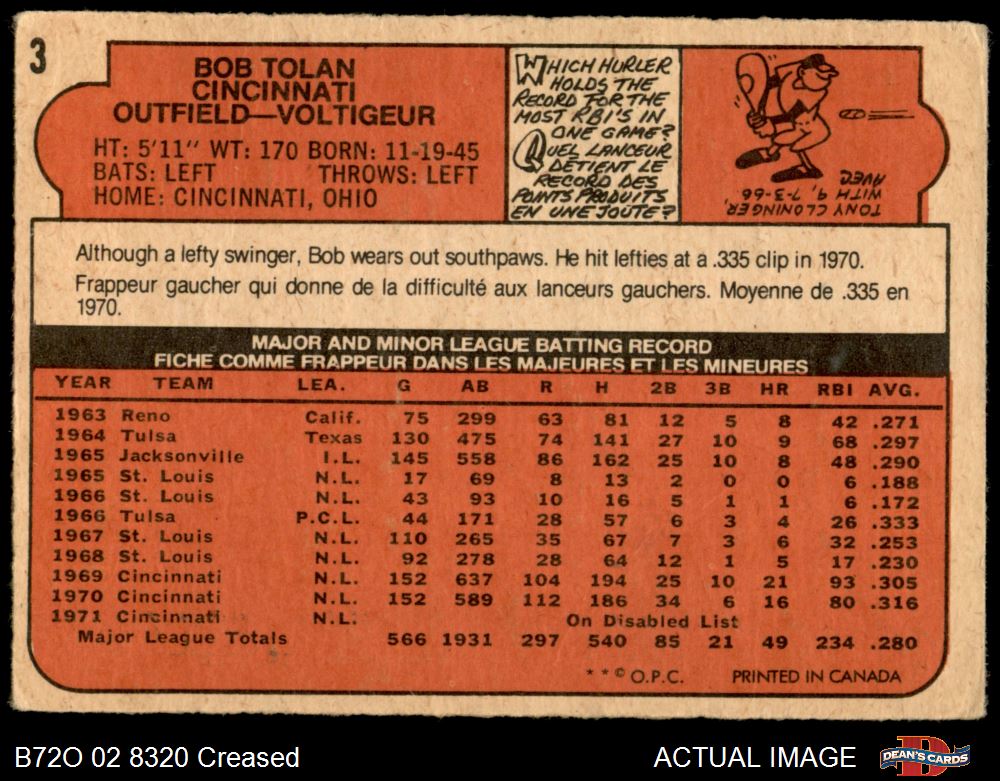 3
BOB TOLAN
CINCINNATI
OUTFIELD—VOLTIGEUR
HT: 5'11" WT: 170 BORN: 11-19-45
BATS: LEFT THROWS: LEFT
HOME: CINCINNATI, OHIO
WHICH HURLER
HOLDS THE
RECORD FOR THE
MOST RBI'S IN
ONE GAME?
QUEL LANCEUR
DÉTIENT LE
RECORD DES
POINTS PRODUITS
EN UNE JOUTE?
TONY CLONINGER,
WITH 9, 7-3-66
AVEC
Although a lefty swinger, Bob wears out southpaws. He hit lefties at a .335 clip in 1970.
Frappeur gaucher qui donne de la difficulté aux lanceurs gauchers. Moyenne de .335 en
1970.
MAJOR AND MINOR LEAGUE BATTING RECORD
FICHE COMME FRAPPEUR DANS LES MAJEURES ET LES MINEURES
YEAR TEAM LEA. G AB R H 2B 3B HR RBI AVG.
1963 Reno Calif. 75 299 63 81 12 5 8 42 .271
1964 Tulsa Texas 130 475 74 141 27 10 9 68 .297
1965 Jacksonville I.L. 145 558 86 162 25 10 8 48 .290
1965 St. Louis N.L. 17 69 8 13 2 0 0 6 .188
1966 St. Louis N.L. 43 93 10 16 5 1 1 6 .172
1966 Tulsa P.C.L. 44 171 28 57 6 3 4 26 .333
1967 St. Louis N.L. 110 265 35 67 7 3 6 32 .253
1968 St. Louis N.L. 92 278 28 64 12 1 5 17 .230
1969 Cincinnati N.L. 152 637 104 194 25 10 21 93 .305
1970 Cincinnati N.L. 152 589 112 186 34 6 16 80 .316
1971 Cincinnati N.L. On Disabled List
Major League Totals 566 1931 297 540 85 21 49 234 .280
* * © O.P.C. PRINTED IN CANADA
B72O 02 8320 Creased
ACTUAL IMAGE
DEAN'S CARDS